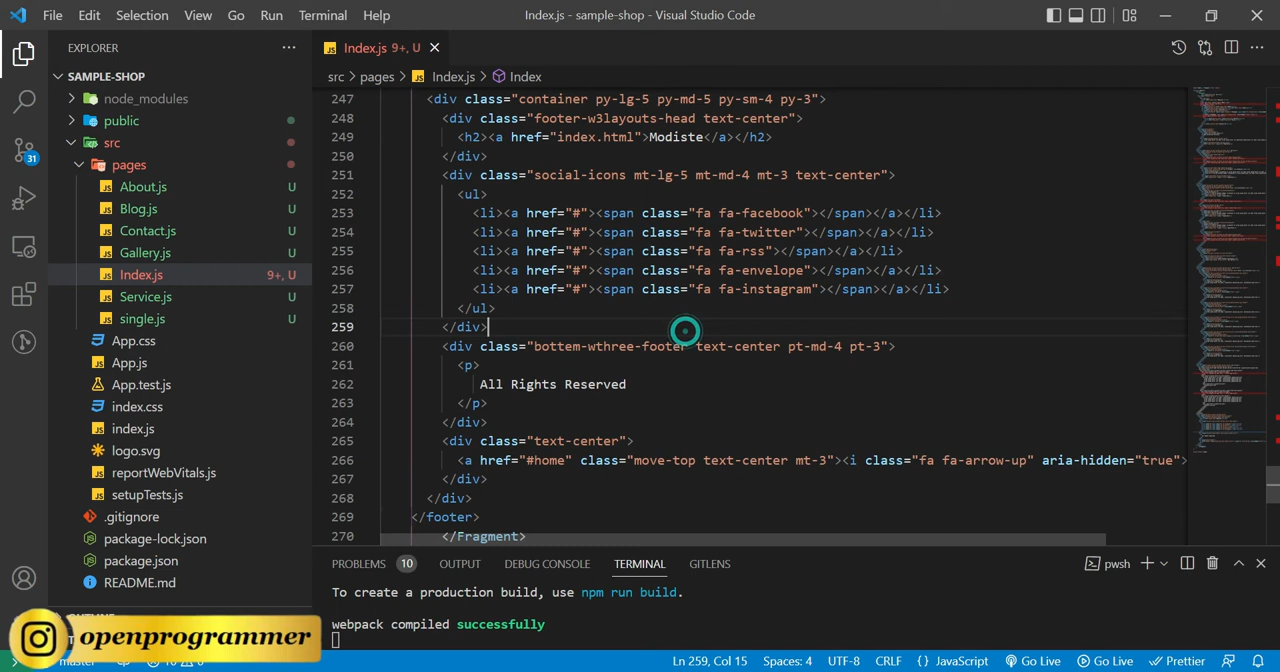 File Edit Selection View Go Run Terminal Help
Index.js - sample-shop - Visual Studio Code
EXPLORER
SAMPLE-SHOP
node_modules
public
src
pages
About.js U
Blog.js U
Contact.js U
Gallery.js U
Index.js 9+, U
Service.js U
single.js U
App.css
App.js
App.test.js
index.css
index.js
logo.svg
reportWebVitals.js
setupTests.js
.gitignore
package-lock.json
package.json
README.md
31
openprogrammer
Index.js 9+, U
src > pages > Index.js > Index
247 <div class="container py-lg-5 py-md-5 py-sm-4 py-3">
248 <div class="footer-w3layouts-head text-center">
249 <h2><a href="index.html">Modiste</a></h2>
250 </div>
251 <div class="social-icons mt-lg-5 mt-md-4 mt-3 text-center">
252 <ul>
253 <li><a href="#"><span class="fa fa-facebook"></span></a></li>
254 <li><a href="#"><span class="fa fa-twitter"></span></a></li>
255 <li><a href="#"><span class="fa fa-rss"></span></a></li>
256 <li><a href="#"><span class="fa fa-envelope"></span></a></li>
257 <li><a href="#"><span class="fa fa-instagram"></span></a></li>
258 </ul>
259 </div>
260 <div class="bottem-wthree-footer text-center pt-md-4 pt-3">
261 <p>
262 All Rights Reserved
263 </p>
264 </div>
265 <div class="text-center">
266 <a href="#home" class="move-top text-center mt-3"><i class="fa fa-arrow-up" aria-hidden="true">
267 </div>
268 </div>
269 </footer>
270 </Fragment>
PROBLEMS 10 OUTPUT DEBUG CONSOLE TERMINAL GITLENS
pwsh
To create a production build, use npm run build.
webpack compiled successfully
Ln 259, Col 15 Spaces: 4 UTF-8 CRLF {} JavaScript Go Live Go Live Prettier